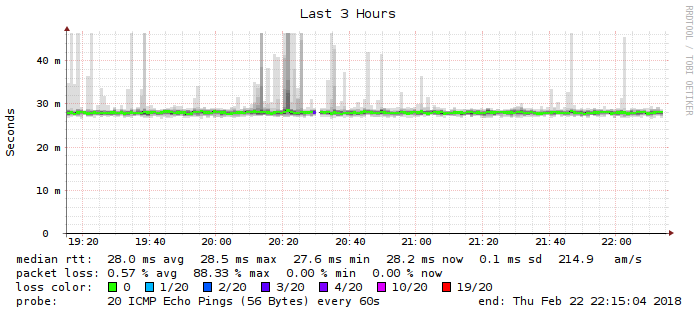 Last 3 Hours
RRDTOOL / TOBI OETIKER
Seconds
40 m
30 m
20 m
10 m
0
19:20 19:40 20:00 20:20 20:40 21:00 21:20 21:40 22:00
median rtt: 28.0 ms avg 28.5 ms max 27.6 ms min 28.2 ms now 0.1 ms sd 214.9 am/s
packet loss: 0.57 % avg 88.33 % max 0.00 % min 0.00 % now
loss color: 0 1/20 2/20 3/20 4/20 10/20 19/20
probe: 20 ICMP Echo Pings (56 Bytes) every 60s end: Thu Feb 22 22:15:04 2018